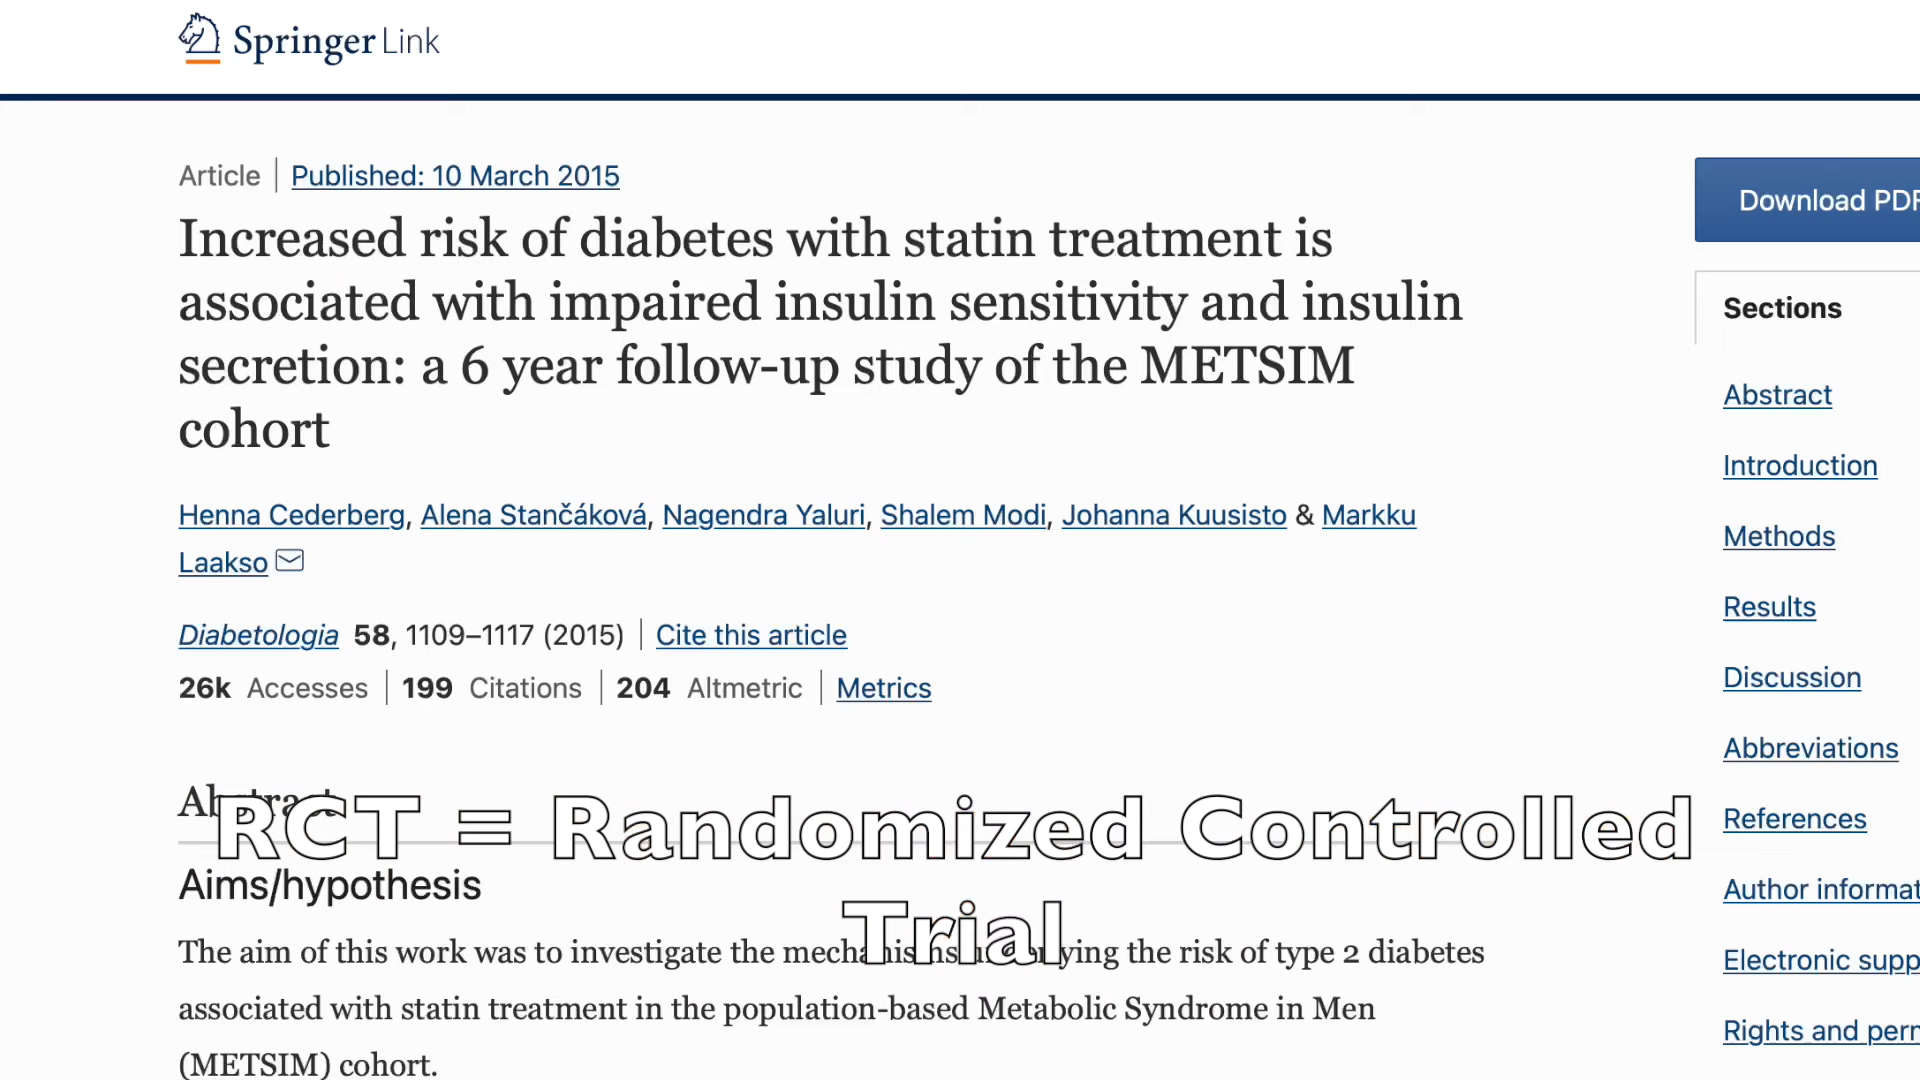 Springer Link
Article | Published: 10 March 2015
Download PDF
Increased risk of diabetes with statin treatment is
associated with impaired insulin sensitivity and insulin
secretion: a 6 year follow-up study of the METSIM
cohort
Henna Cederberg, Alena Stančáková, Nagendra Yaluri, Shalem Modi, Johanna Kuusisto & Markku
Laakso
Diabetologia 58, 1109–1117 (2015) | Cite this article
26k Accesses | 199 Citations | 204 Altmetric | Metrics
Abstract
RCT = Randomized Controlled
Trial
Aims/hypothesis
The aim of this work was to investigate the the risk of type 2 diabetes
associated with statin treatment in the population-based Metabolic Syndrome in Men
(METSIM) cohort.
Sections
Abstract
Introduction
Methods
Results
Discussion
Abbreviations
References
Author informat
Electronic supp
Rights and perm